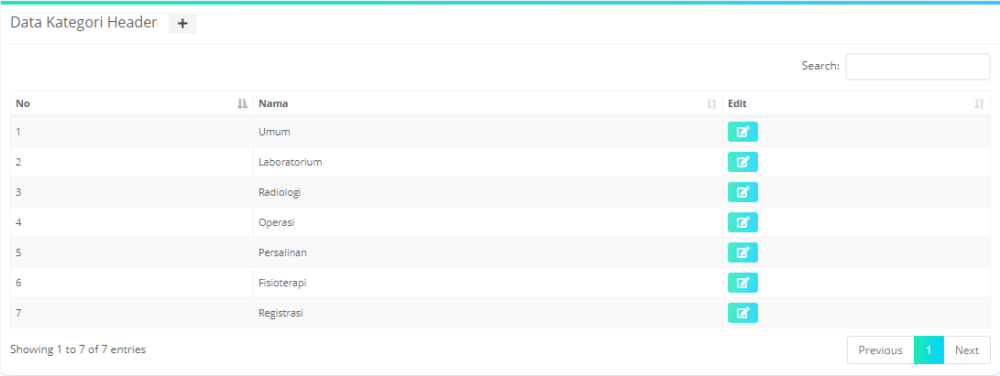 Data Kategori Header
Search:
No Nama Edit
1 Umum
2 Laboratorium
3 Radiologi
4 Operasi
5 Persalinan
6 Fisioterapi
7 Registrasi
Showing 1 to 7 of 7 entries
Previous 1 Next